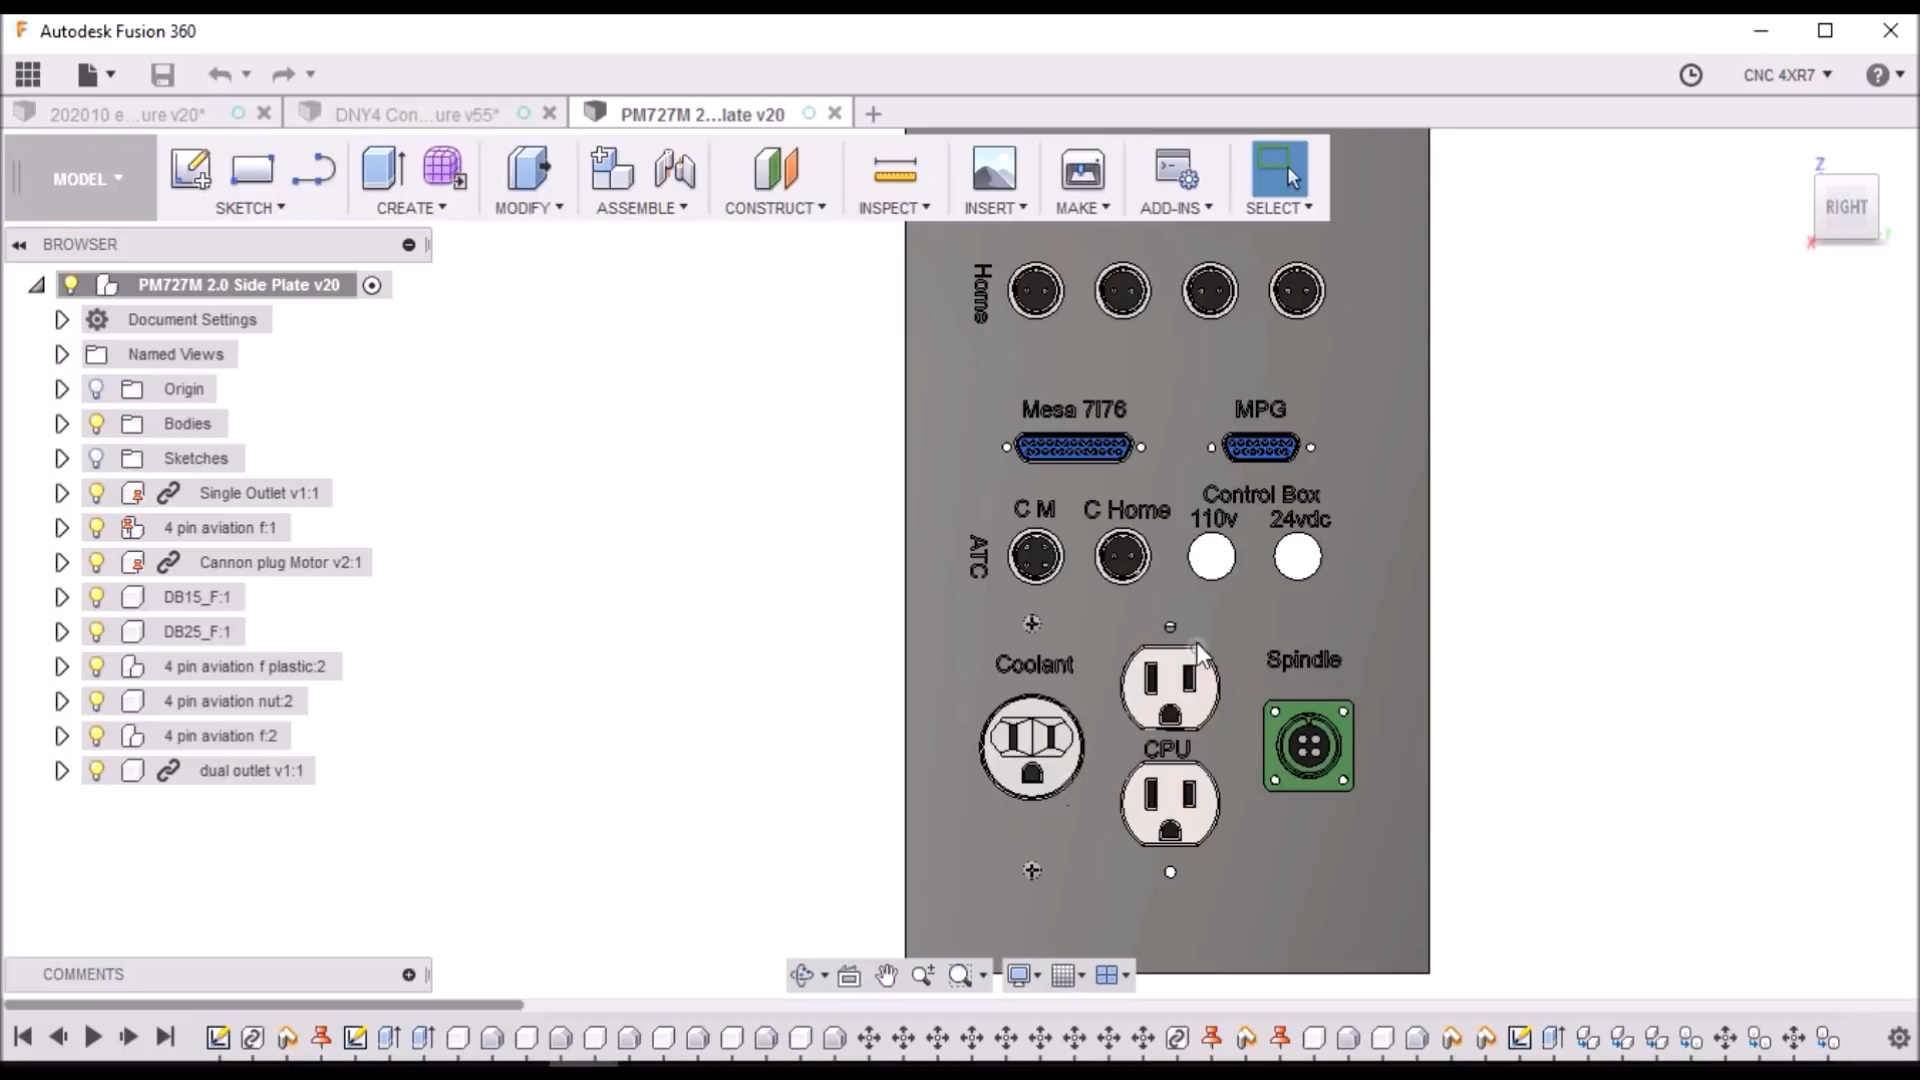 Autodesk Fusion 360
CNC 4XR7
202010 e...ure v20*
DNY4 Con...ure v55*
PM727M 2...late v20
MODEL
SKETCH
CREATE
MODIFY
ASSEMBLE
CONSTRUCT
INSPECT
INSERT
MAKE
ADD-INS
SELECT
Z
RIGHT
X
Y
BROWSER
PM727M 2.0 Side Plate v20
Document Settings
Named Views
Origin
Bodies
Sketches
Single Outlet v1:1
4 pin aviation f:1
Cannon plug Motor v2:1
DB15_F:1
DB25_F:1
4 pin aviation f plastic:2
4 pin aviation nut:2
4 pin aviation f:2
dual outlet v1:1
Home
Mesa 7I76
MPG
Control Box
C M
C Home
110v
24vdc
ATC
Coolant
Spindle
CPU
COMMENTS